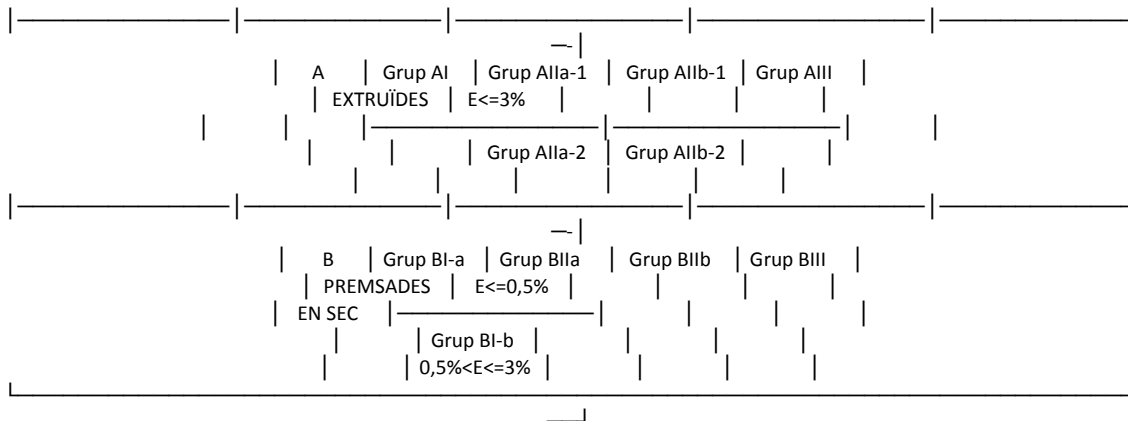 A | Grup AI | Grup AIIa-1 | Grup AIIb-1 | Grup AIII |
EXTRUÏDES | E<=3% |
Grup AIIa-2 | Grup AIIb-2 |
B | Grup BI-a | Grup BIIa | Grup BIIb | Grup BIII |
PREMSADES | E<=0,5% |
EN SEC
Grup BI-b
0,5%<E<=3%